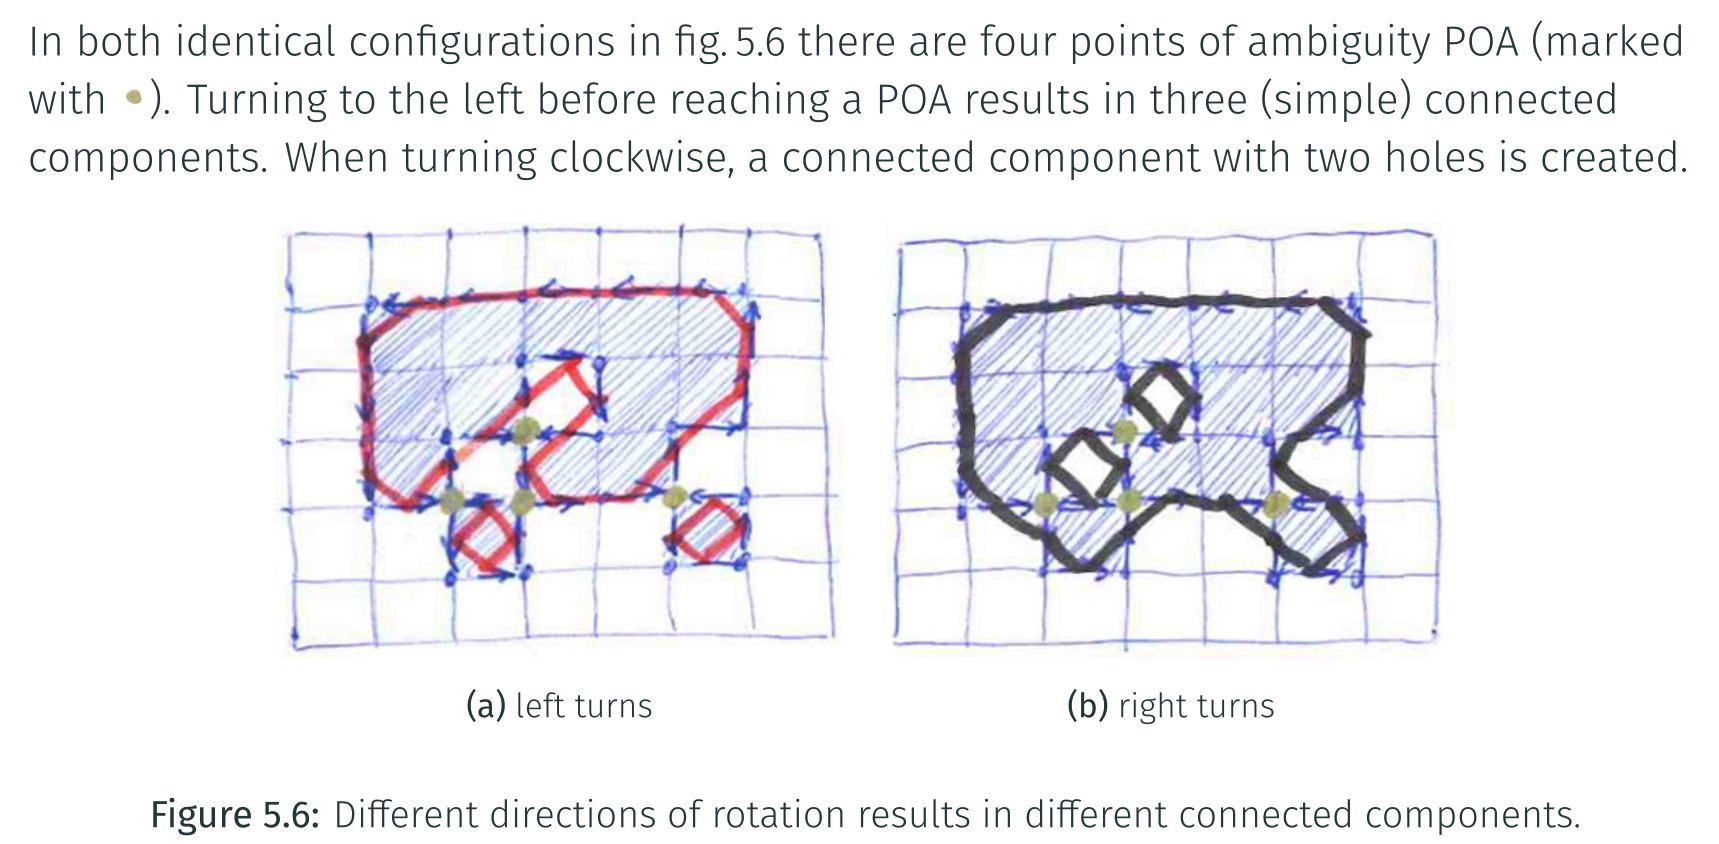 In both identical configurations in fig. 5.6 there are four points of ambiguity POA (marked
with •). Turning to the left before reaching a POA results in three (simple) connected
components. When turning clockwise, a connected component with two holes is created.
(a) left turns
(b) right turns
Figure 5.6: Different directions of rotation results in different connected components.